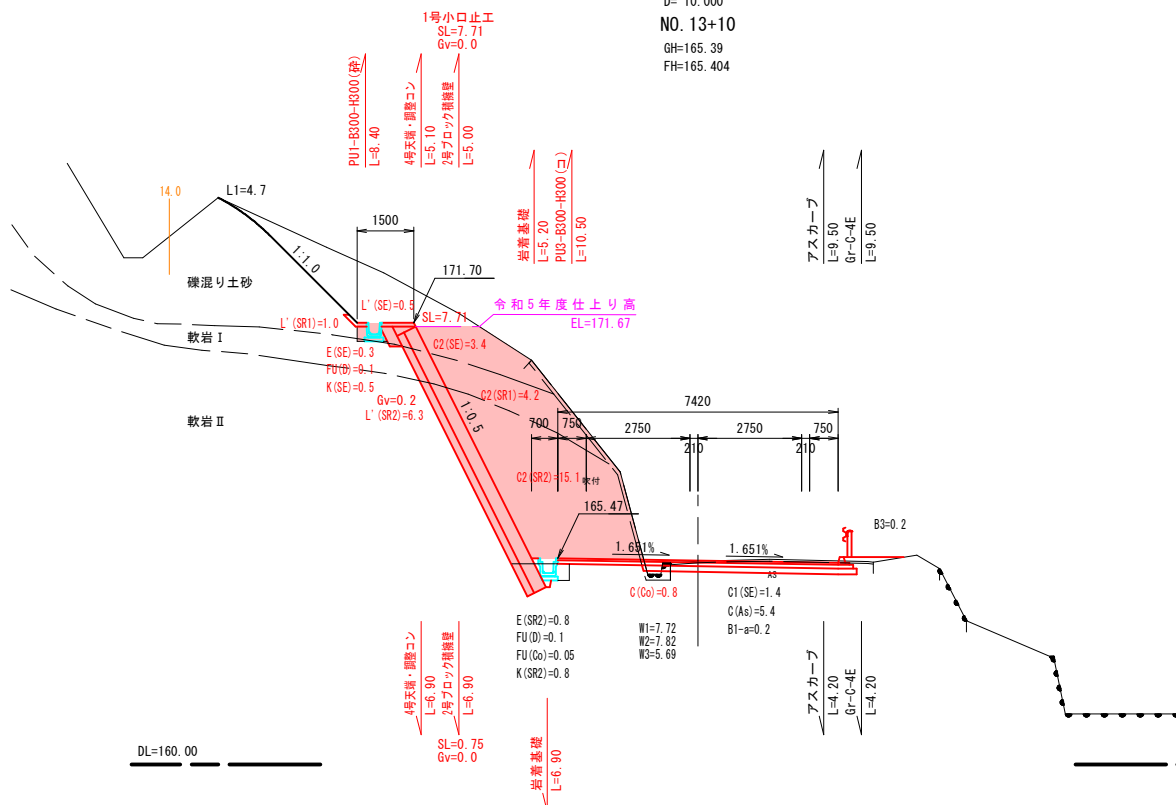 D= 10.000
NO. 13+10
GH=165.39
FH=165.404
1号小口止工
SL=7.71
Gv=0.0
PU1-B300-H300(砕)
L=8.40
4号天端・調整コン
L=5.10
2号ブロック積擁壁
L=5.00
岩着基礎
L=5.20
PU3-B300-H300(コ)
L=10.50
アスカーブ
L=9.50
Gr-C-4E
L=9.50
14.0
L1=4.7
1500
1:1.0
171.70
礫混り土砂
L'(SE)=0.5
令和5年度仕上り高
EL=171.67
L'(SR1)=1.0
SL=7.71
軟岩Ⅰ
C2(SE)=3.4
E(SE)=0.3
FU(D)=0.1
K(SE)=0.5
C2(SR1)=4.2
Gv=0.2
L'(SR2)=6.3
1:0.5
軟岩Ⅱ
7420
700
750
2750
210
2750
210
750
C2(SR2)=15.1
吹付
165.47
1.651%
1.651%
B3=0.2
AS
C(Co)=0.8
C1(SE)=1.4
C(As)=5.4
B1-a=0.2
E(SR2)=0.8
FU(D)=0.1
FU(Co)=0.05
K(SR2)=0.8
W1=7.72
W2=7.82
W3=5.69
4号天端・調整コン
L=6.90
2号ブロック積擁壁
L=6.90
SL=0.75
Gv=0.0
岩着基礎
L=6.90
アスカーブ
L=4.20
Gr-C-4E
L=4.20
DL=160.00